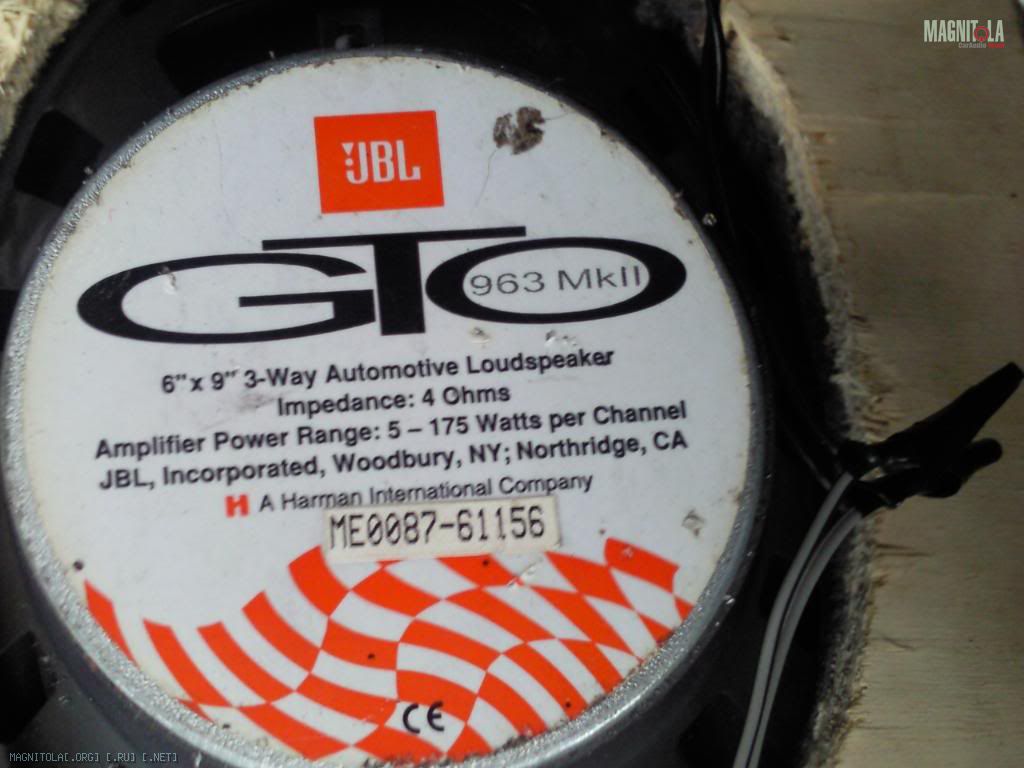 MAGNITOLA
CarAudio
JBL
GTO
963 MkII
6" x 9" 3-Way Automotive Loudspeaker
Impedance: 4 Ohms
Amplifier Power Range: 5 – 175 Watts per Channel
JBL, Incorporated, Woodbury, NY; Northridge, CA
H A Harman International Company
ME0087-61156
CE
MAGNITOLA[.ORG] [.RU] [.NET]